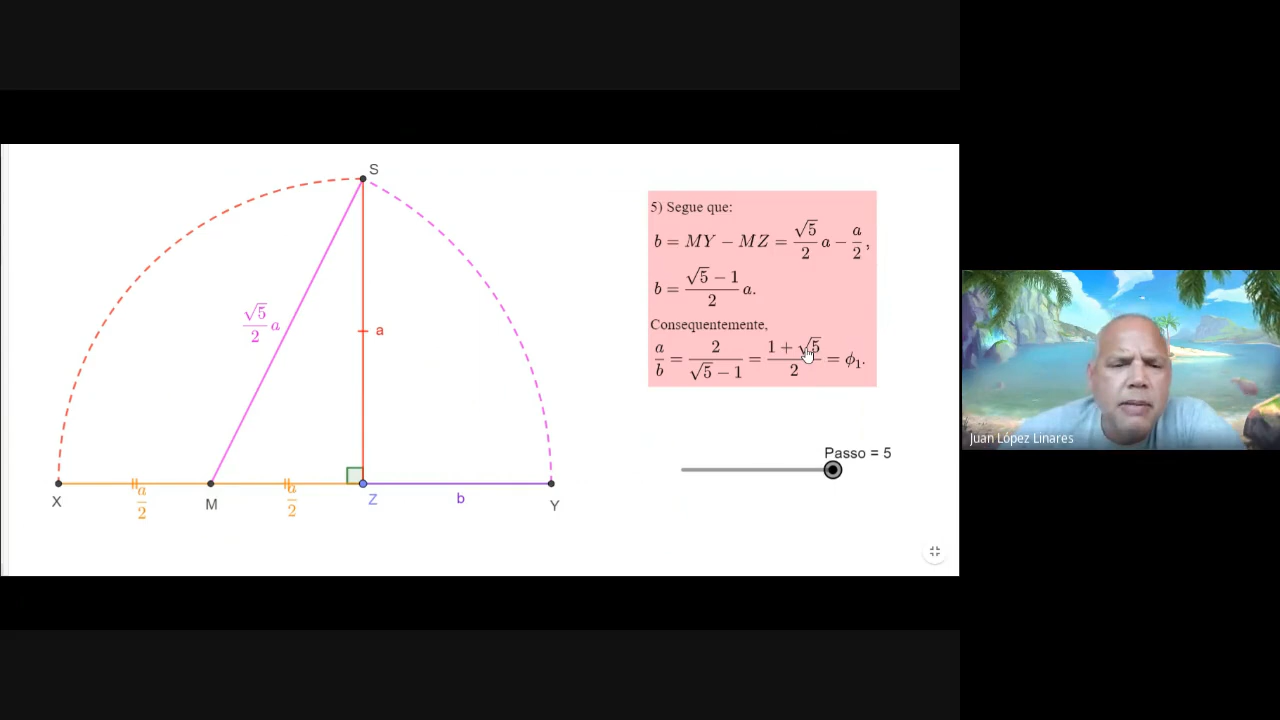 S
√5/2 a
a
X
a/2
M
a/2
Z
b
Y
5) Segue que:
b = MY − MZ = √5/2 a − a/2,
b = (√5 − 1)/2 a.
Consequentemente,
a/b = 2/(√5 − 1) = (1 + √5)/2 = ϕ₁.
Passo = 5
Juan López Linares